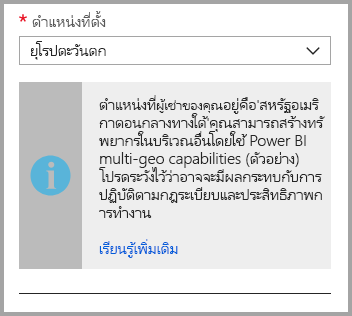 * ตำแหน่งที่ตั้ง
ยุโรปตะวันตก
ตำแหน่งที่ผู้เช่าของคุณอยู่คือ'สหรัฐอเมริ
กาตอนกลางทางใต้'คุณสามารถสร้างทรั
พยากรในบริเวณอื่นโดยใช้ Power BI
multi-geo capabilities (ตัวอย่าง)
โปรดระวังไว้ว่าอาจจะมีผลกระทบกับการ
ปฏิบัติตามกฎระเบียบและประสิทธิภาพก
ารทำงาน
เรียนรู้เพิ่มเติม